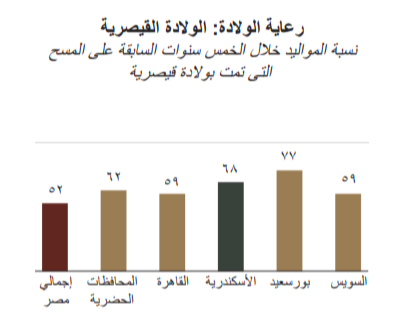 رعاية الولادة: الولادة القيصرية
نسبة المواليد خلال الخمس سنوات السابقة على المسح
التى تمت بولادة قيصرية
٥٢
٦٢
٥٩
٦٨
٧٧
٥٩
إجمالي
مصر
المحافظات
الحضرية
القاهرة
الأسكندرية
بورسعيد
السويس